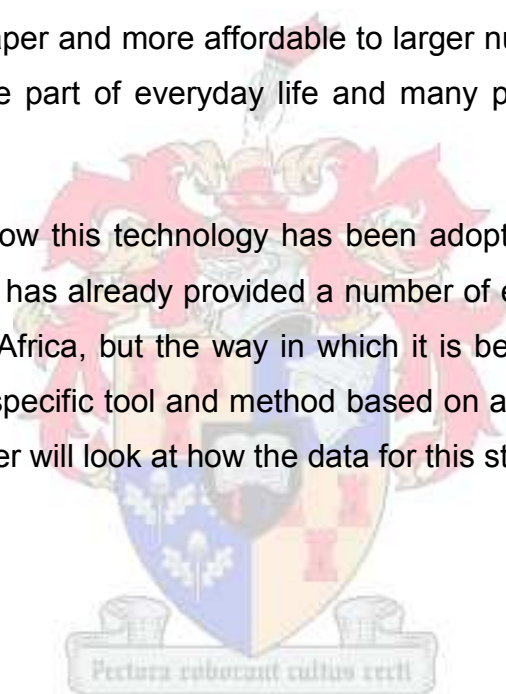 aper and more affordable to larger nu
e part of everyday life and many p
ow this technology has been adopt
has already provided a number of e
Africa, but the way in which it is be
specific tool and method based on a
er will look at how the data for this st
Pectora roborant cultus recti